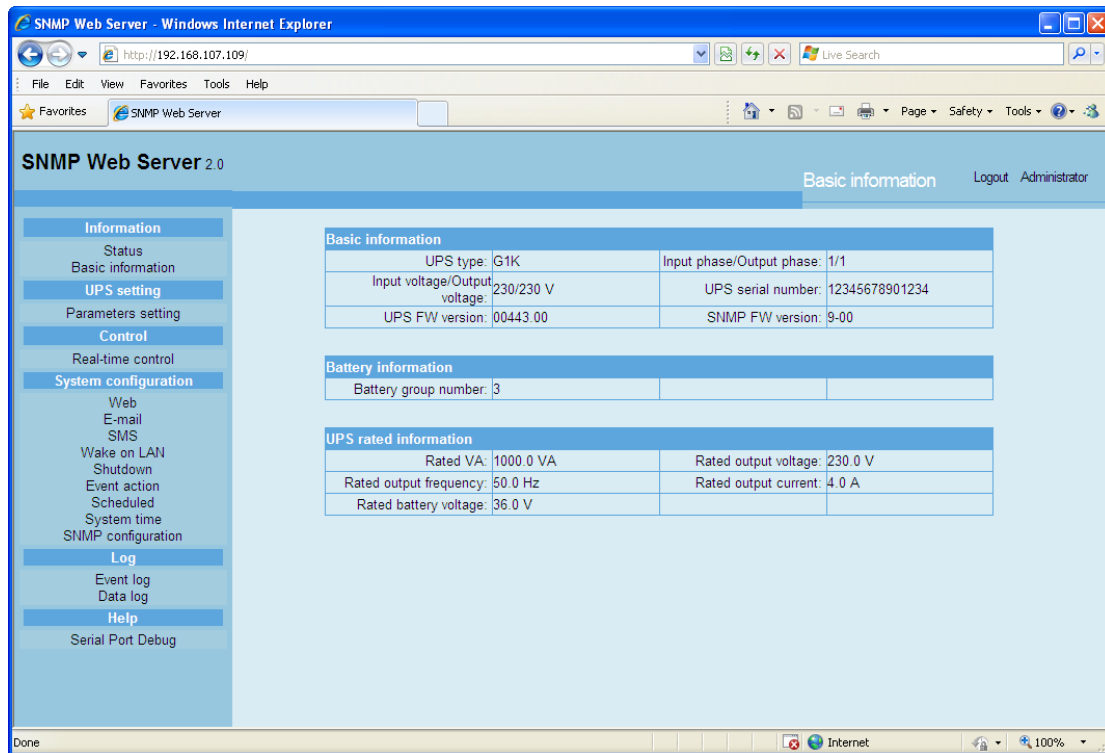 SNMP Web Server - Windows Internet Explorer
http://192.168.107.109/
Live Search
File Edit View Favorites Tools Help
Favorites SNMP Web Server Page Safety Tools
SNMP Web Server 2.0
Basic information Logout Administrator
Information
Status
Basic information
UPS setting
Parameters setting
Control
Real-time control
System configuration
Web
E-mail
SMS
Wake on LAN
Shutdown
Event action
Scheduled
System time
SNMP configuration
Log
Event log
Data log
Help
Serial Port Debug
Basic information
UPS type: G1K Input phase/Output phase: 1/1
Input voltage/Output
voltage: 230/230 V UPS serial number: 12345678901234
UPS FW version: 00443.00 SNMP FW version: 9-00
Battery information
Battery group number: 3
UPS rated information
Rated VA: 1000.0 VA Rated output voltage: 230.0 V
Rated output frequency: 50.0 Hz Rated output current: 4.0 A
Rated battery voltage: 36.0 V
Done Internet 100%